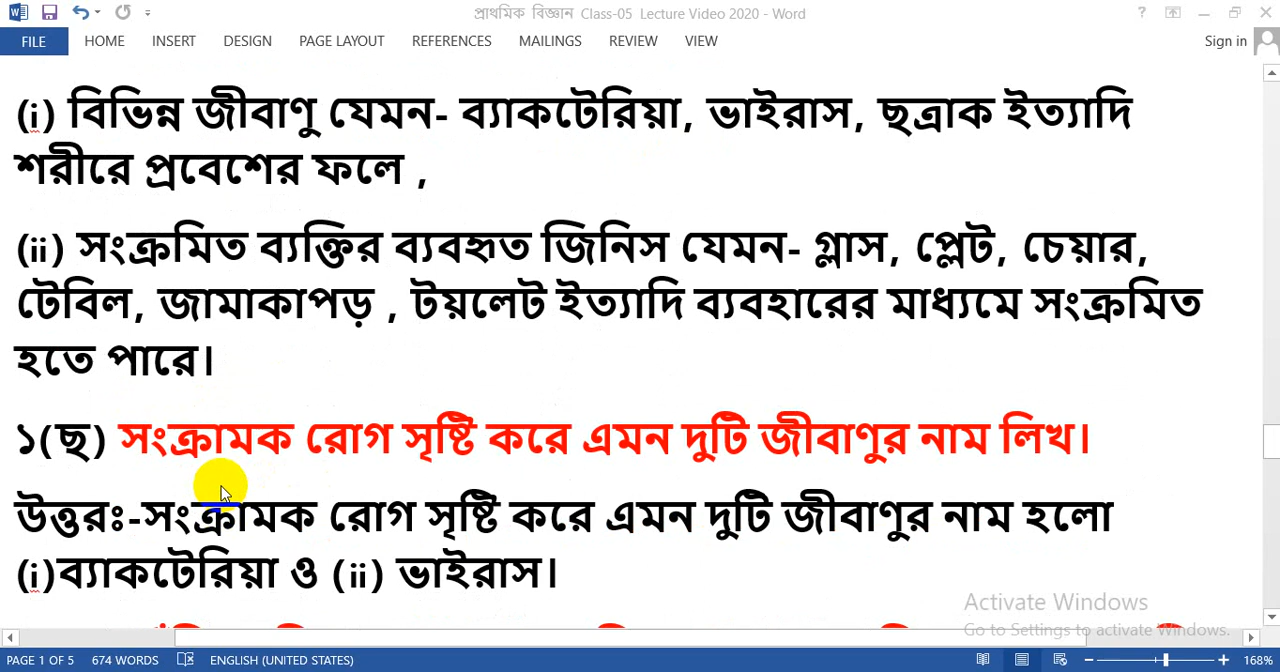 প্রাথমিক বিজ্ঞান Class-05 Lecture Video 2020 - Word
?
FILE HOME INSERT DESIGN PAGE LAYOUT REFERENCES MAILINGS REVIEW VIEW Sign in
(i) বিভিন্ন জীবাণু যেমন- ব্যাকটেরিয়া, ভাইরাস, ছত্রাক ইত্যাদি
শরীরে প্রবেশের ফলে ,
(ii) সংক্রমিত ব্যক্তির ব্যবহৃত জিনিস যেমন- গ্লাস, প্লেট, চেয়ার,
টেবিল, জামাকাপড় , টয়লেট ইত্যাদি ব্যবহারের মাধ্যমে সংক্রমিত
হতে পারে।
১(ছ) সংক্রামক রোগ সৃষ্টি করে এমন দুটি জীবাণুর নাম লিখ।
উত্তরঃ-সংক্রামক রোগ সৃষ্টি করে এমন দুটি জীবাণুর নাম হলো
(i)ব্যাকটেরিয়া ও (ii) ভাইরাস।
Activate Windows
Go to Settings to activate Windows.
PAGE 1 OF 5 674 WORDS ENGLISH (UNITED STATES) 168%